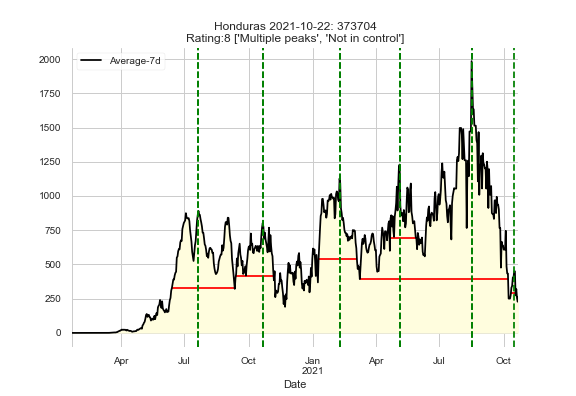 Honduras 2021-10-22: 373704
Rating:8 ['Multiple peaks', 'Not in control']
Average-7d
2000
1750
1500
1250
1000
750
500
250
0
Apr
Jul
Oct
Jan
2021
Apr
Jul
Oct
Date